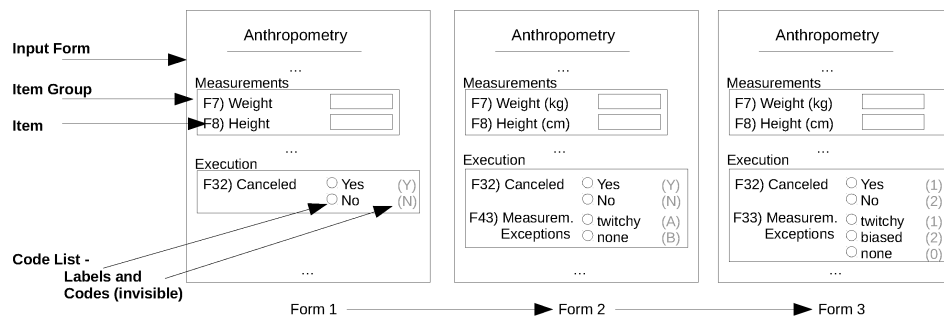 Input Form
Item Group
Item
Code List -
Labels and
Codes (invisible)
Anthropometry
...
Measurements
F7) Weight
F8) Height
...
Execution
F32) Canceled Yes (Y)
No (N)
...
Anthropometry
...
Measurements
F7) Weight (kg)
F8) Height (cm)
...
Execution
F32) Canceled Yes (Y)
No (N)
F43) Measurem. twitchy (A)
Exceptions none (B)
...
Anthropometry
...
Measurements
F7) Weight (kg)
F8) Height (cm)
...
Execution
F32) Canceled Yes (1)
No (2)
F33) Measurem. twitchy (1)
Exceptions biased (2)
none (0)
...
Form 1 Form 2 Form 3